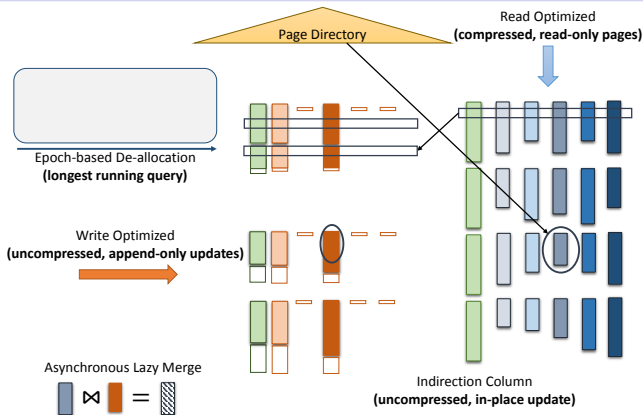 Page Directory
Read Optimized
(compressed, read-only pages)
Epoch-based De-allocation
(longest running query)
Write Optimized
(uncompressed, append-only updates)
Asynchronous Lazy Merge
⋈ =
Indirection Column
(uncompressed, in-place update)